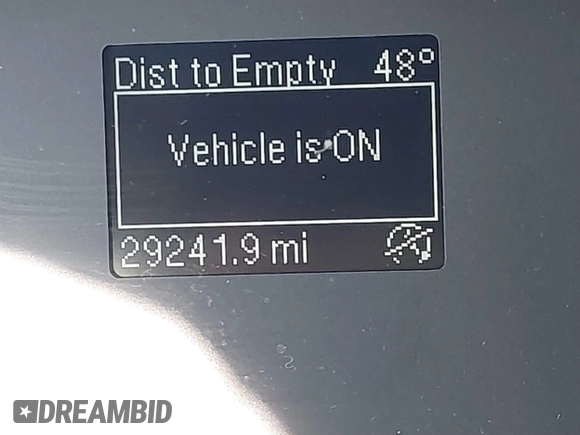 Dist to Empty 48°
Vehicle is ON
29241.9 mi
DREAMBID